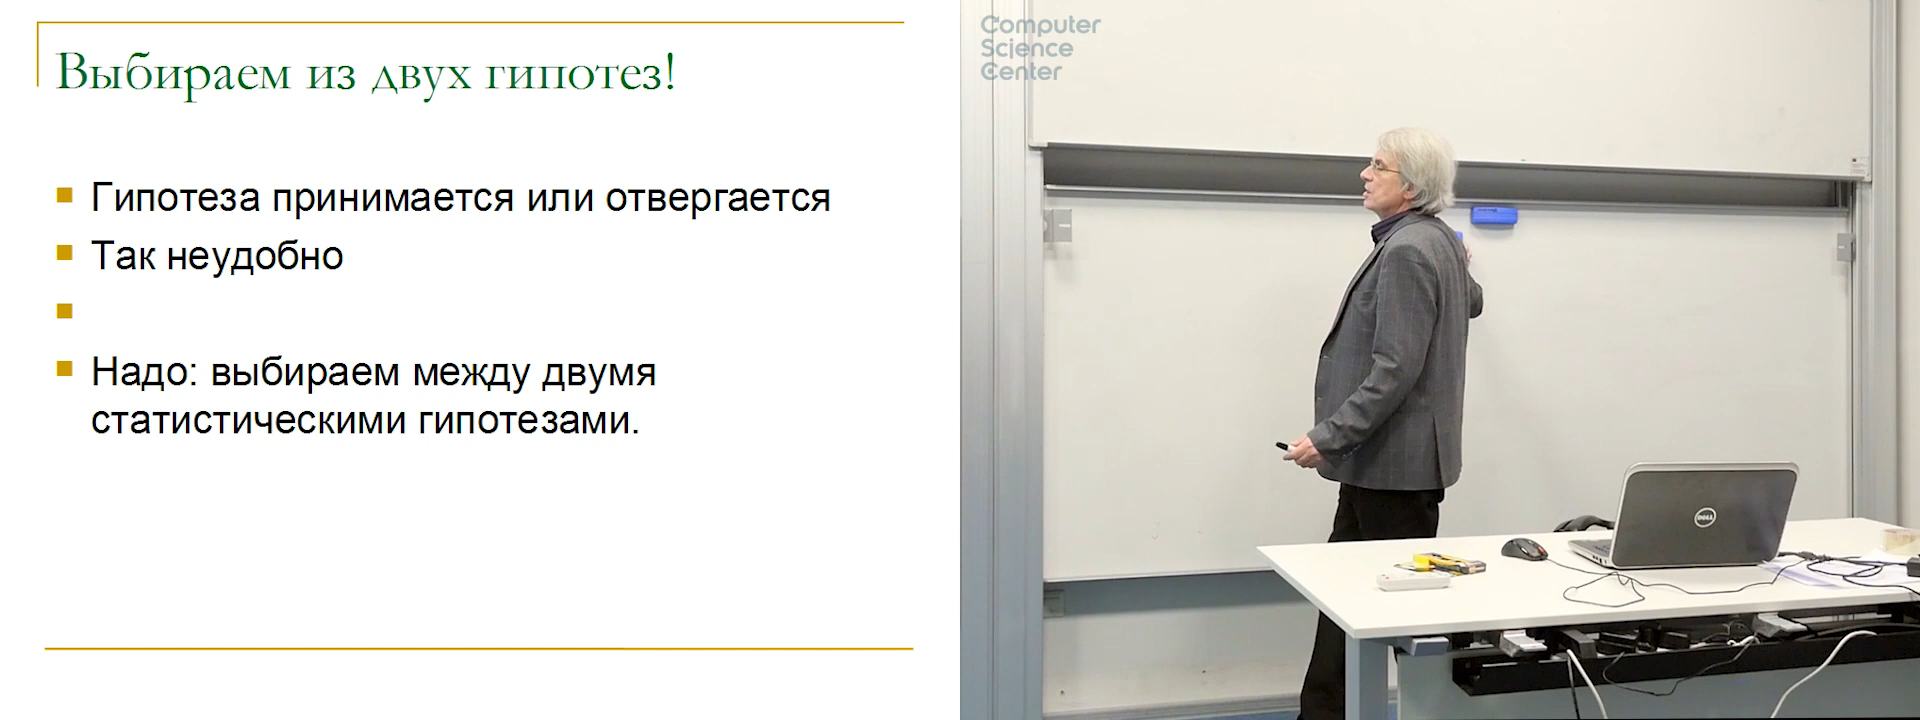 Выбираем из двух гипотез!
Гипотеза принимается или отвергается
Так неудобно
Надо: выбираем между двумя
статистическими гипотезами.
Computer
Science
Center
DELL